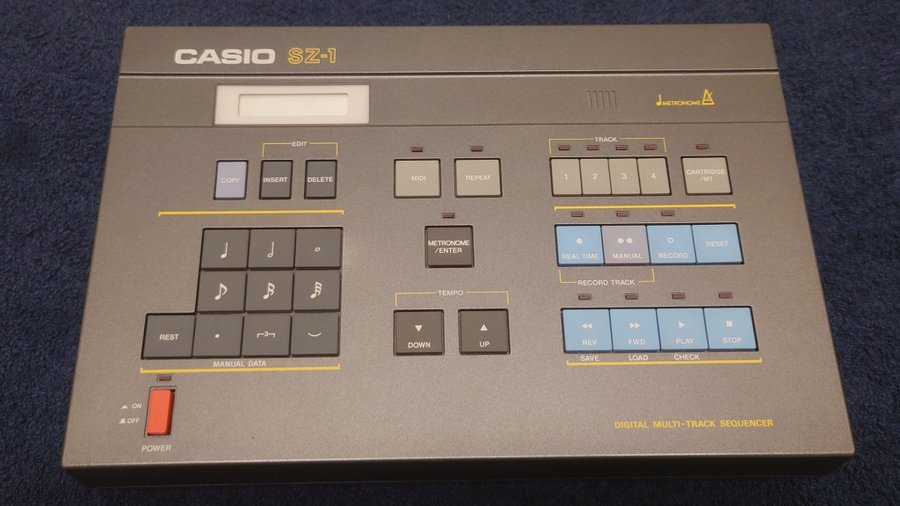 CASIO SZ-1
METRONOME
EDIT
TRACK
COPY INSERT DELETE
MIDI REPEAT
1 2 3 4
CARTRIDGE
/MT
METRONOME
/ENTER
REAL TIME MANUAL RECORD RESET
RECORD TRACK
TEMPO
DOWN UP
REV FWD PLAY STOP
SAVE LOAD CHECK
REST
3
MANUAL DATA
ON
OFF
POWER
DIGITAL MULTI-TRACK SEQUENCER